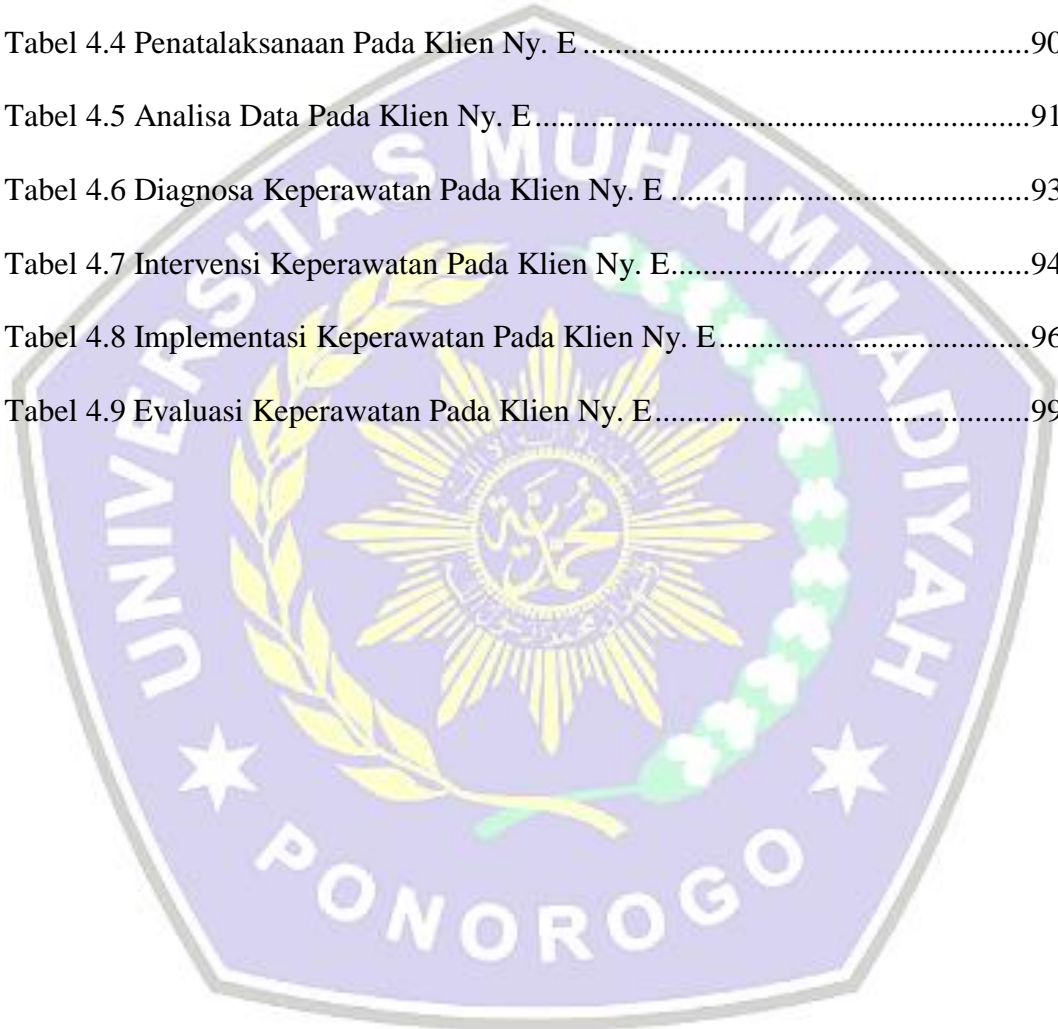 Tabel 4.4 Penatalaksanaan Pada Klien Ny. E ........................................................90
Tabel 4.5 Analisa Data Pada Klien Ny. E..............................................................91
Tabel 4.6 Diagnosa Keperawatan Pada Klien Ny. E .............................................93
Tabel 4.7 Intervensi Keperawatan Pada Klien Ny. E............................................94
Tabel 4.8 Implementasi Keperawatan Pada Klien Ny. E.......................................96
Tabel 4.9 Evaluasi Keperawatan Pada Klien Ny. E...............................................99
UNIVERSITAS MUHAMMADIYAH
PONOROGO